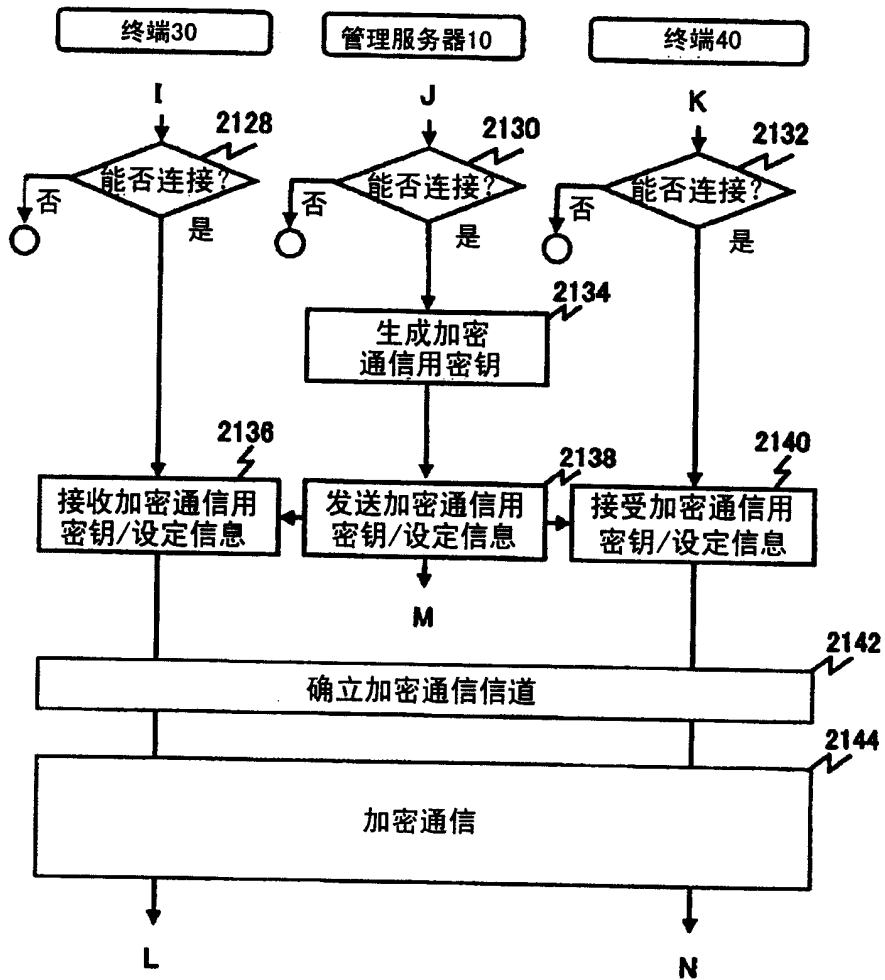 终端30
管理服务器10
终端40
I
J
K
2128
2130
2132
能否连接?
能否连接?
能否连接?
否
是
否
是
否
是
2134
生成加密
通信用密钥
2136
2138
2140
接收加密通信用
密钥/设定信息
发送加密通信用
密钥/设定信息
接受加密通信用
密钥/设定信息
M
2142
确立加密通信信道
2144
加密通信
L
N